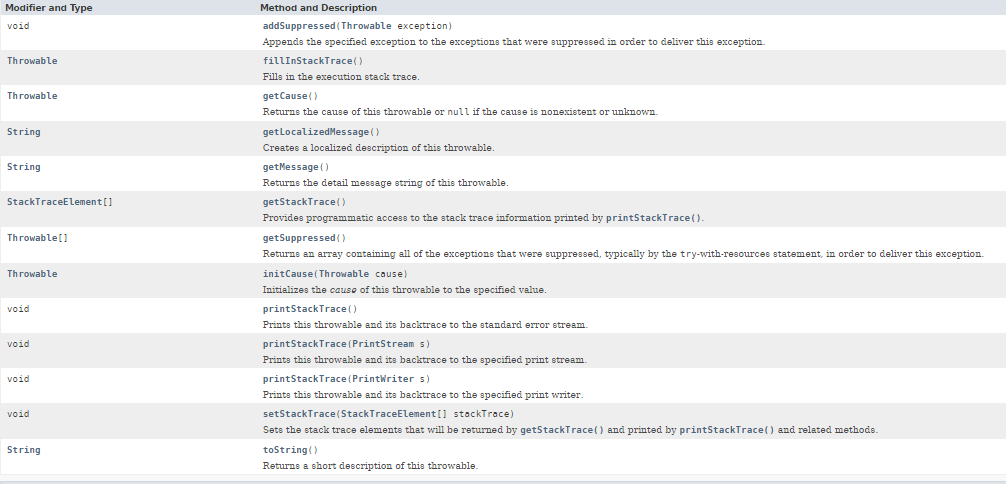 Modifier and Type Method and Description
void addSuppressed(Throwable exception)
Appends the specified exception to the exceptions that were suppressed in order to deliver this exception.
Throwable fillInStackTrace()
Fills in the execution stack trace.
Throwable getCause()
Returns the cause of this throwable or null if the cause is nonexistent or unknown.
String getLocalizedMessage()
Creates a localized description of this throwable.
String getMessage()
Returns the detail message string of this throwable.
StackTraceElement[] getStackTrace()
Provides programmatic access to the stack trace information printed by printStackTrace().
Throwable[] getSuppressed()
Returns an array containing all of the exceptions that were suppressed, typically by the try-with-resources statement, in order to deliver this exception.
Throwable initCause(Throwable cause)
Initializes the cause of this throwable to the specified value.
void printStackTrace()
Prints this throwable and its backtrace to the standard error stream.
void printStackTrace(PrintStream s)
Prints this throwable and its backtrace to the specified print stream.
void printStackTrace(PrintWriter s)
Prints this throwable and its backtrace to the specified print writer.
void setStackTrace(StackTraceElement[] stackTrace)
Sets the stack trace elements that will be returned by getStackTrace() and printed by printStackTrace() and related methods.
String toString()
Returns a short description of this throwable.